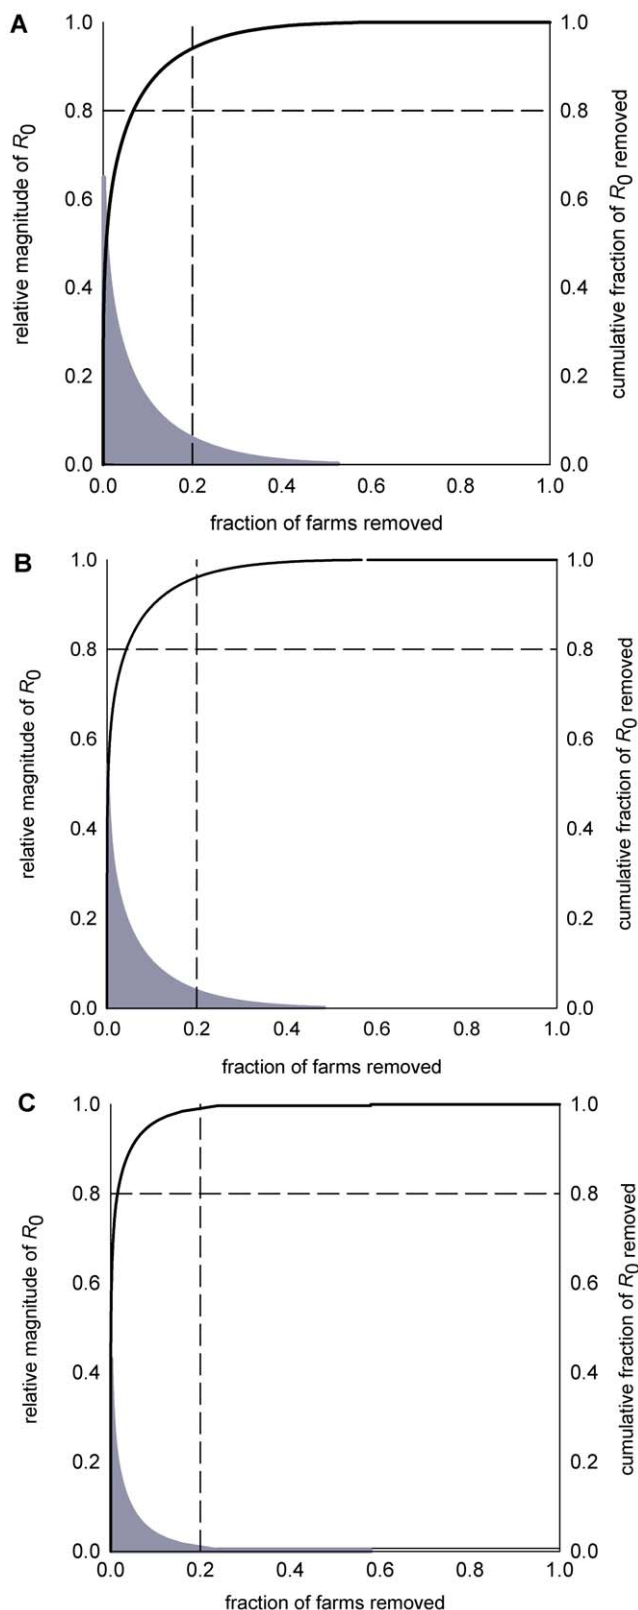 A
1.0 1.0
0.8 0.8
0.6 0.6
0.4 0.4
0.2 0.2
0.0 0.0
0.0 0.2 0.4 0.6 0.8 1.0
relative magnitude of R0
cumulative fraction of R0 removed
fraction of farms removed
B
1.0 1.0
0.8 0.8
0.6 0.6
0.4 0.4
0.2 0.2
0.0 0.0
0.0 0.2 0.4 0.6 0.8 1.0
relative magnitude of R0
cumulative fraction of R0 removed
fraction of farms removed
C
1.0 1.0
0.8 0.8
0.6 0.6
0.4 0.4
0.2 0.2
0.0 0.0
0.0 0.2 0.4 0.6 0.8 1.0
relative magnitude of R0
cumulative fraction of R0 removed
fraction of farms removed